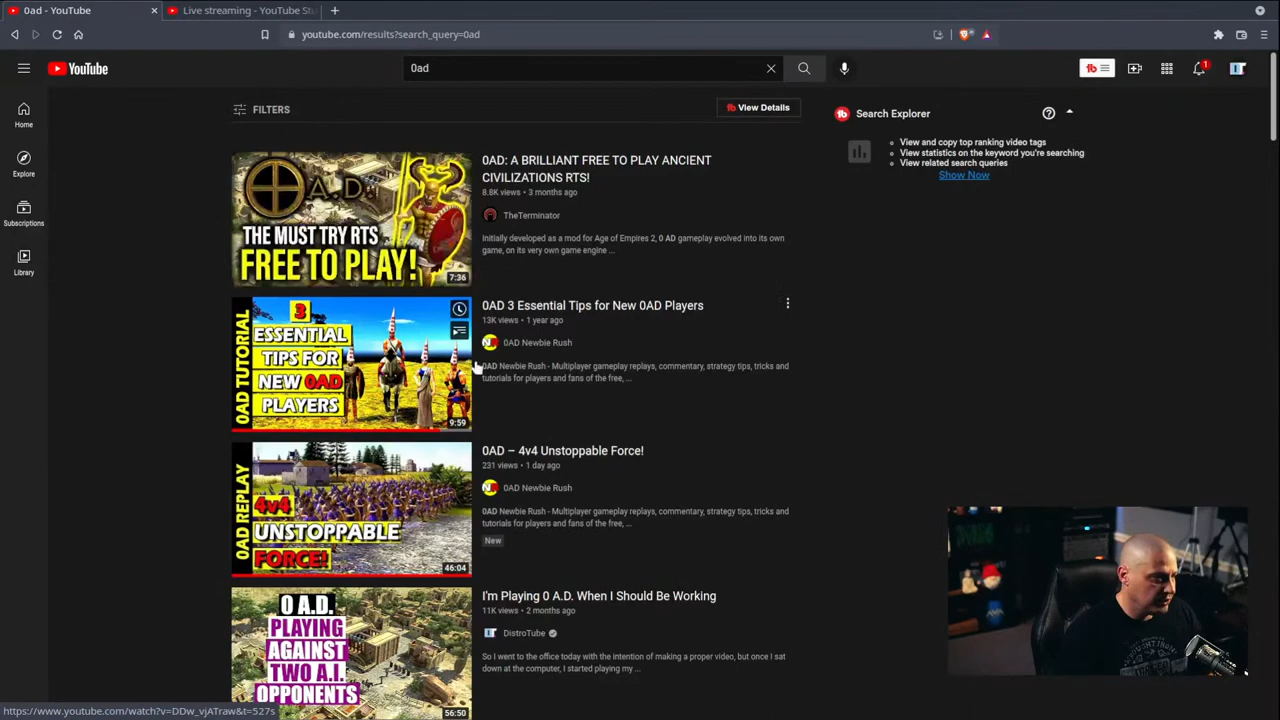 0ad - YouTube
Live streaming - YouTube Stu
youtube.com/results?search_query=0ad
YouTube
0ad
1
FILTERS
View Details
Search Explorer
View and copy top ranking video tags
View statistics on the keyword you're searching
View related search queries
Show Now
Home
Explore
Subscriptions
Library
0 A.D.
THE MUST TRY RTS
FREE TO PLAY!
7:36
0AD: A BRILLIANT FREE TO PLAY ANCIENT
CIVILIZATIONS RTS!
8.8K views • 3 months ago
TheTerminator
Initially developed as a mod for Age of Empires 2, 0 AD gameplay evolved into its own
game, on its very own game engine ...
0AD TUTORIAL
3
ESSENTIAL
TIPS FOR
NEW 0AD
PLAYERS
9:59
0AD 3 Essential Tips for New 0AD Players
13K views • 1 year ago
0AD Newbie Rush
0AD Newbie Rush - Multiplayer gameplay replays, commentary, strategy tips, tricks and
tutorials for players and fans of the free, ...
0AD REPLAY
4v4
UNSTOPPABLE
FORCE!
46:04
0AD – 4v4 Unstoppable Force!
231 views • 1 day ago
0AD Newbie Rush
0AD Newbie Rush - Multiplayer gameplay replays, commentary, strategy tips, tricks and
tutorials for players and fans of the free, ...
New
0 A.D.
PLAYING
AGAINST
TWO A.I.
OPPONENTS
56:50
I'm Playing 0 A.D. When I Should Be Working
11K views • 2 months ago
DistroTube
So I went to the office today with the intention of making a proper video, but once I sat
down at the computer, I started playing my ...
https://www.youtube.com/watch?v=DDw_vjATraw&t=527s